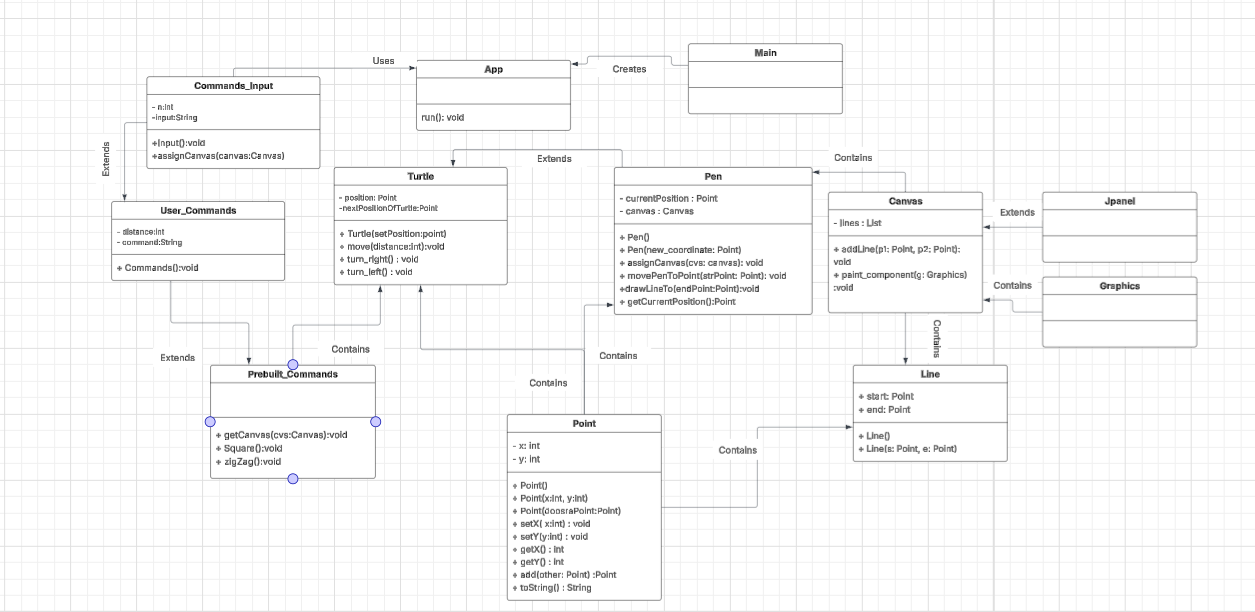 Main
Creates
Uses
App
run(): void
Commands_Input
- n:int
-input:String
+Input():void
+assignCanvas(canvas:Canvas)
Extends
User_Commands
- distance:int
- command:String
+ Commands():void
Extends
Turtle
- position: Point
-nextPositionOfTurtle:Point
+ Turtle(setPosition:point)
+ move(distance:int):void
+ turn_right() : void
+ turn_left() : void
Extends
Pen
- currentPosition : Point
- canvas : Canvas
+ Pen()
+ Pen(new_coordinate: Point)
+ assignCanvas(cvs: canvas): void
+ movePenToPoint(strPoint: Point): void
+drawLineTo(endPoint:Point):void
+ getCurrentPosition():Point
Contains
Canvas
- lines : List
+ addLine(p1: Point, p2: Point):
void
+ paint_component(g: Graphics)
:void
Extends
Jpanel
Contains
Graphics
Contains
Line
+ start: Point
+ end: Point
+ Line()
+ Line(s: Point, e: Point)
Contains
Prebuilt_Commands
+ getCanvas(cvs:Canvas):void
+ Square():void
+ zigZag():void
Contains
Contains
Point
- x: int
- y: int
+ Point()
+ Point(x:int, y:int)
+ Point(doosraPoint:Point)
+ setX( x:int) : void
+ setY(y:int) : void
+ getX() : int
+ getY() : int
+ add(other: Point) :Point
+ toString() : String
Contains